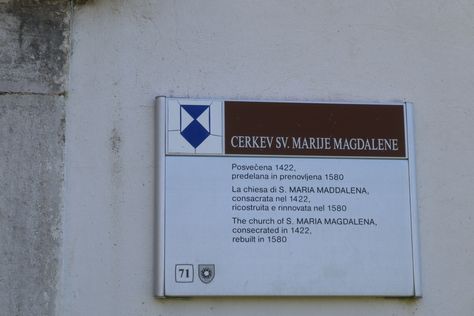 CERKEV SV. MARIJE MAGDALENE
Posvečena 1422,
predelana in prenovljena 1580
La chiesa di S. MARIA MADDALENA,
consacrata nel 1422,
ricostruita e rinnovata nel 1580
The church of S. MARIA MAGDALENA,
consecrated in 1422,
rebuilt in 1580
71